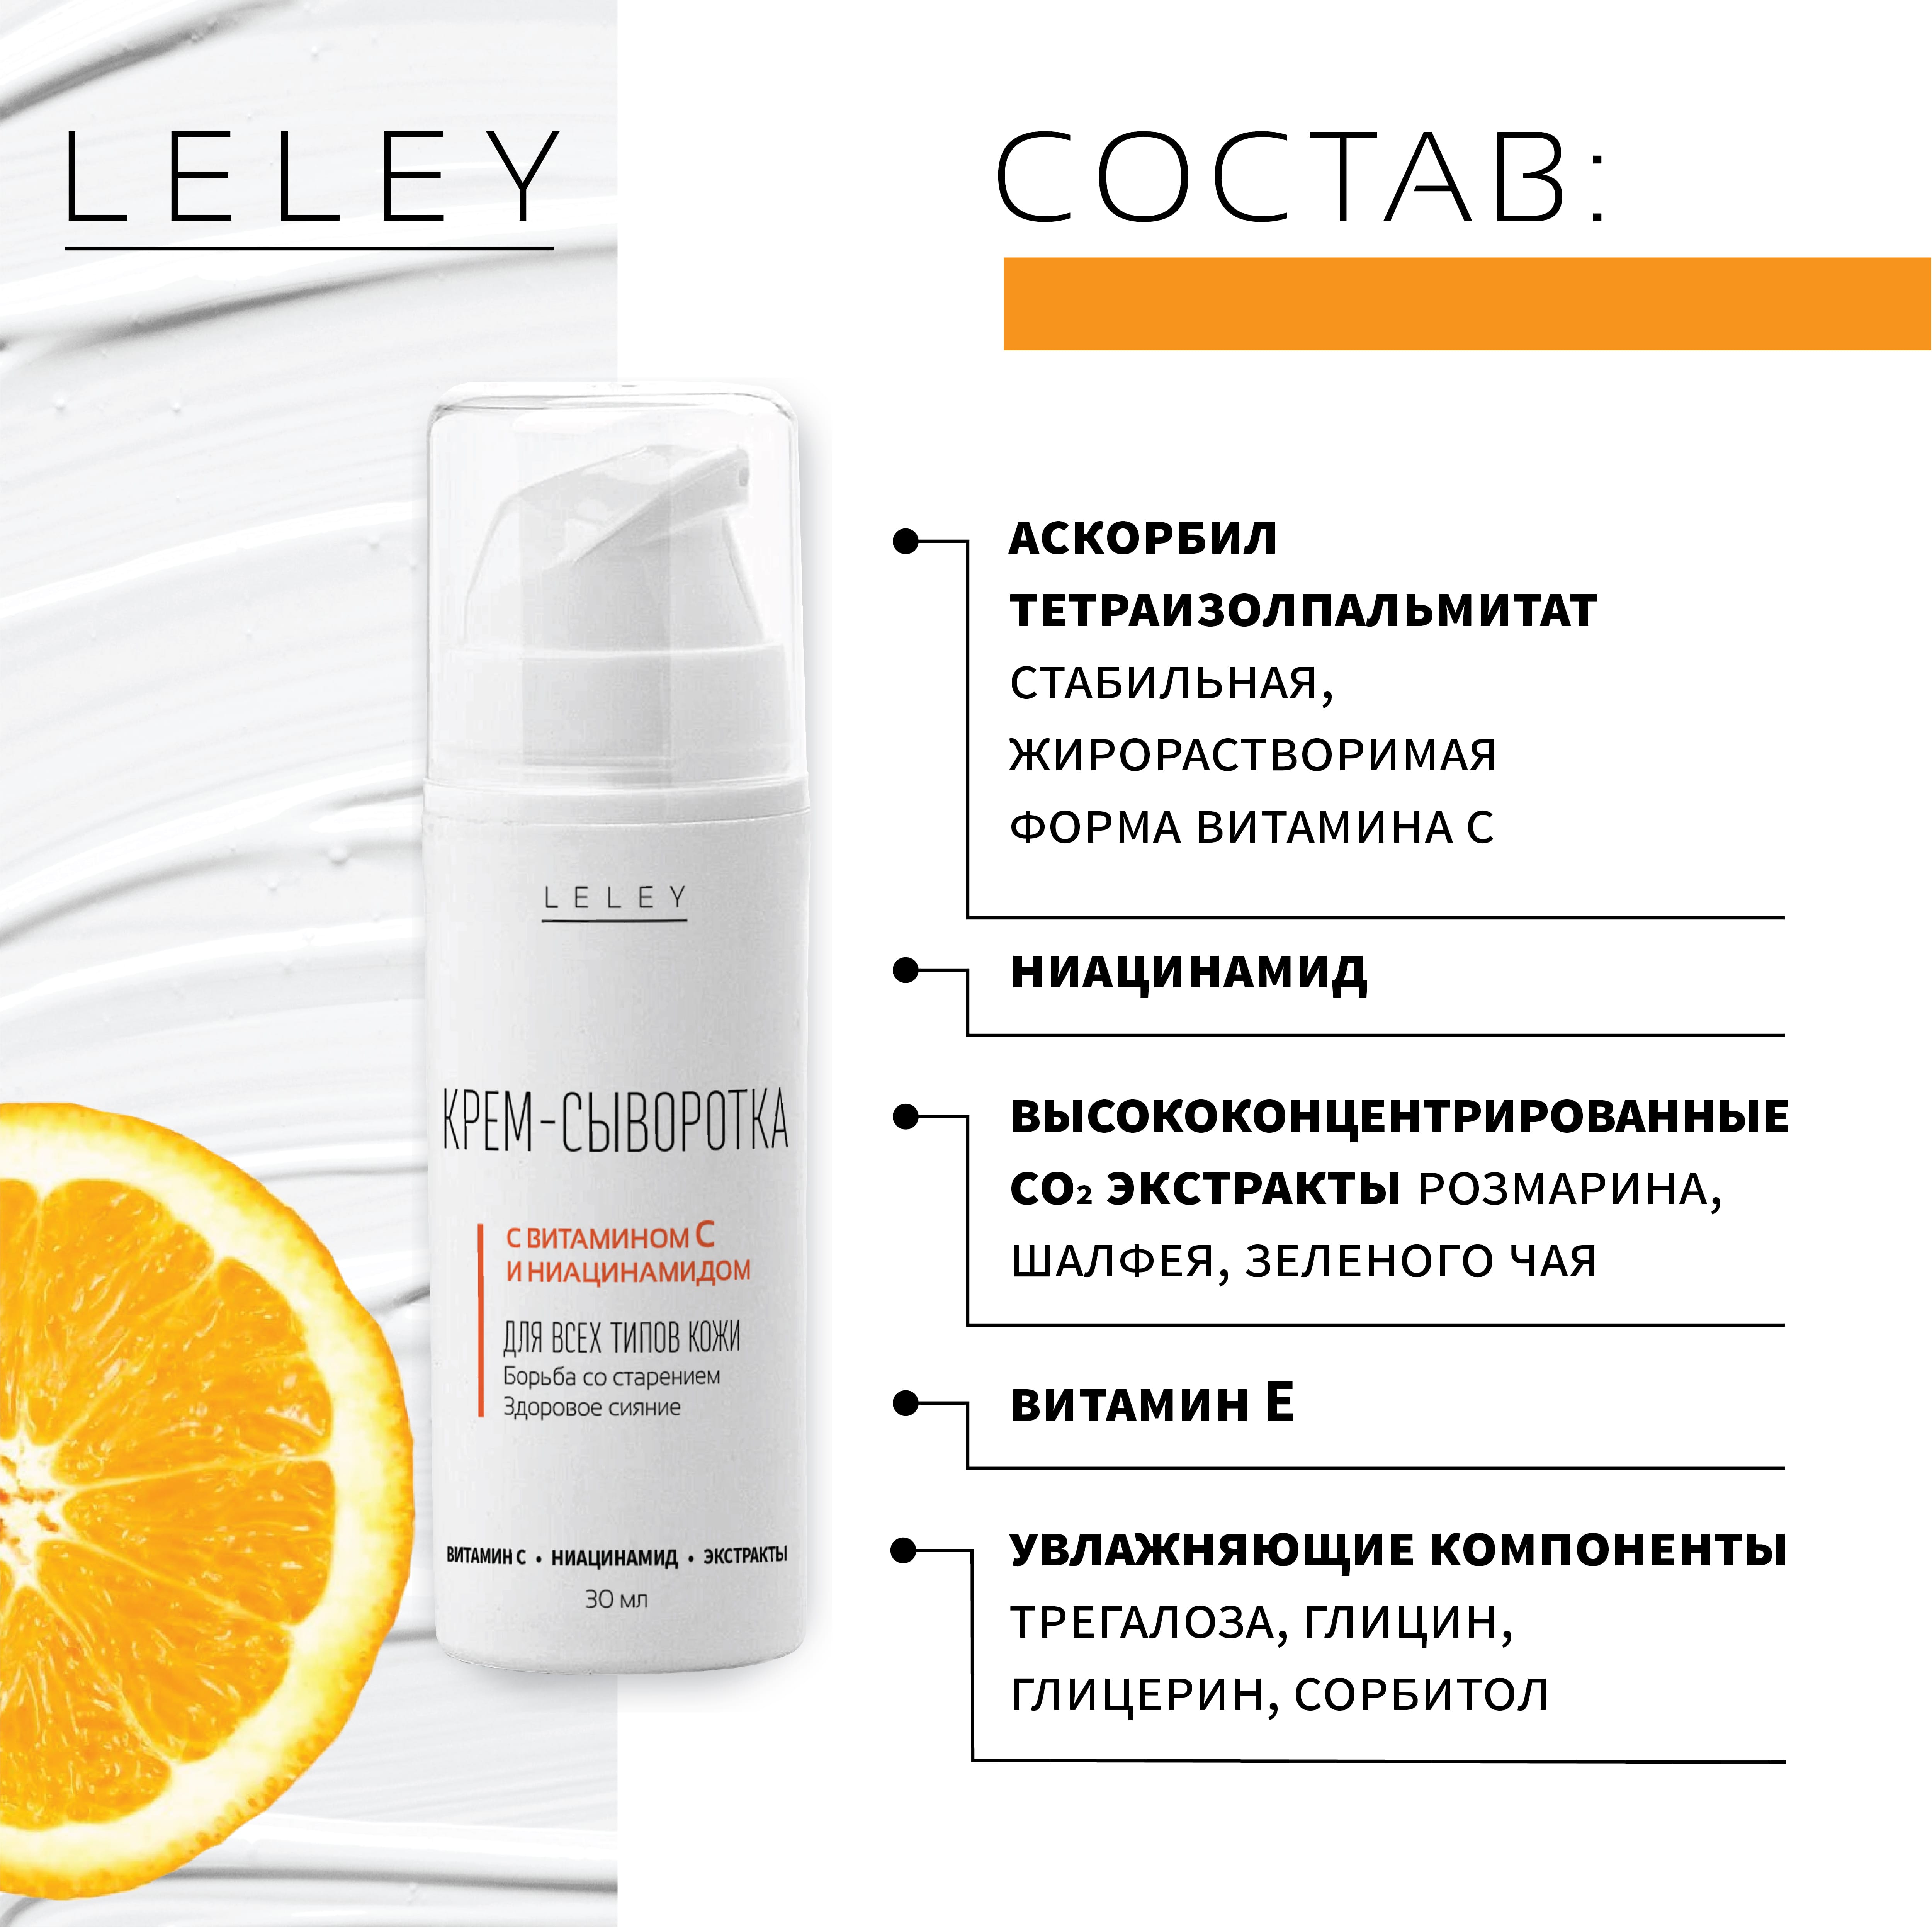 LELEY
СОСТАВ:
АСКОРБИЛ
ТЕТРАИЗОЛПАЛЬМИТАТ
СТАБИЛЬНАЯ,
ЖИРОРАСТВОРИМАЯ
ФОРМА ВИТАМИНА С
НИАЦИНАМИД
ВЫСОКОКОНЦЕНТРИРОВАННЫЕ
СО₂ ЭКСТРАКТЫ РОЗМАРИНА,
ШАЛФЕЯ, ЗЕЛЕНОГО ЧАЯ
ВИТАМИН Е
УВЛАЖНЯЮЩИЕ КОМПОНЕНТЫ
ТРЕГАЛОЗА, ГЛИЦИН,
ГЛИЦЕРИН, СОРБИТОЛ
LELEY
КРЕМ-СЫВОРОТКА
С ВИТАМИНОМ С
И НИАЦИНАМИДОМ
ДЛЯ ВСЕХ ТИПОВ КОЖИ
Борьба со старением
Здоровое сияние
ВИТАМИН С • НИАЦИНАМИД • ЭКСТРАКТЫ
30 мл